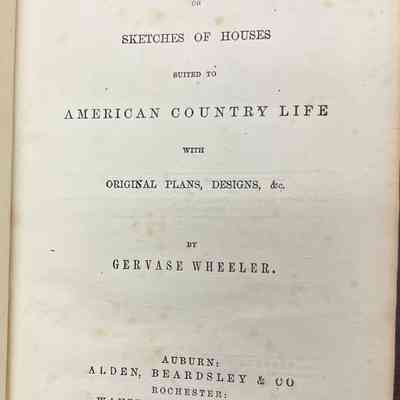 OR
SKETCHES OF HOUSES
SUITED TO
AMERICAN COUNTRY LIFE
WITH
ORIGINAL PLANS, DESIGNS, &c.
BY
GERVASE WHEELER.
AUBURN:
ALDEN, BEARDSLEY & CO
ROCHESTER: